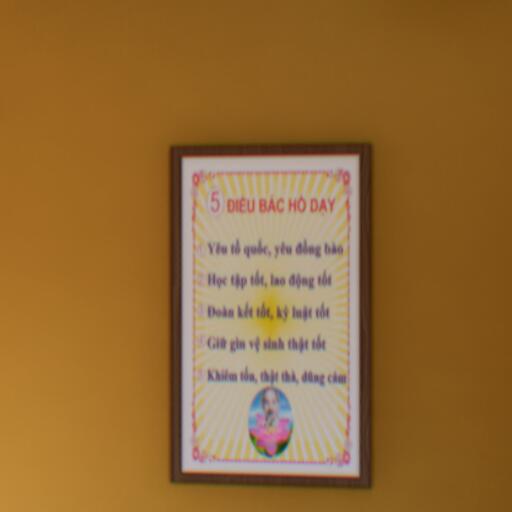 5 ĐIỀU BÁC HỒ DẠY
Yêu tổ quốc, yêu đồng bào
Học tập tốt, lao động tốt
Đoàn kết tốt, kỷ luật tốt
Giữ gìn vệ sinh thật tốt
Khiêm tốn, thật thà, dũng cảm